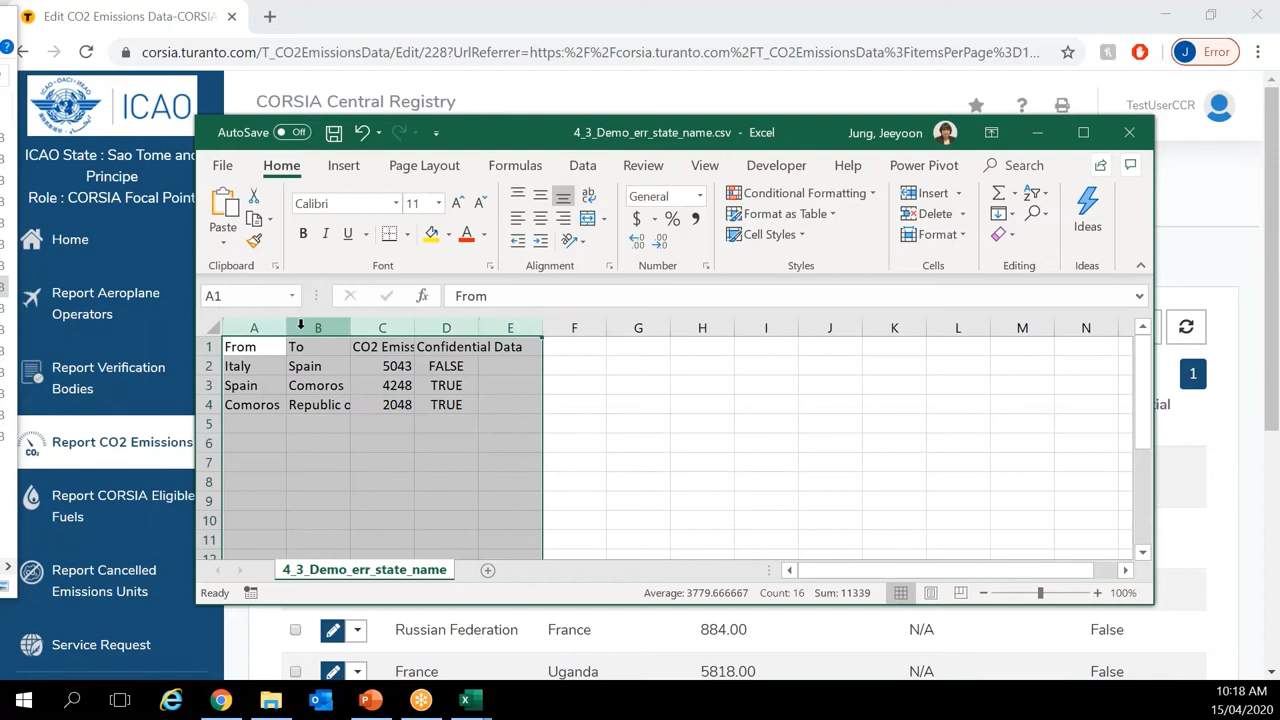 Edit CO2 Emissions Data-CORSIA
corsia.turanto.com/T_CO2EmissionsData/Edit/228?UrlReferrer=https:%2F%2Fcorsia.turanto.com%2FT_CO2EmissionsData%3FitemsPerPage%3D1...
J Error
ICAO
CORSIA Central Registry
TestUserCCR
ICAO State : Sao Tome and
Principe
Role : CORSIA Focal Point
Home
Report Aeroplane
Operators
Report Verification
Bodies
Report CO2 Emissions
Report CORSIA Eligible
Fuels
Report Cancelled
Emissions Units
Service Request
AutoSave Off
4_3_Demo_err_state_name.csv - Excel
Jung, Jeeyoon
File Home Insert Page Layout Formulas Data Review View Developer Help Power Pivot Search
Paste
Calibri 11
B I U
General
$ % ,
Conditional Formatting
Format as Table
Cell Styles
Insert
Delete
Format
Ideas
Clipboard Font Alignment Number Styles Cells Editing Ideas
A1 fx From
A B C D E F G H I J K L M N
1 From To CO2 Emiss Confidential Data
2 Italy Spain 5043 FALSE
3 Spain Comoros 4248 TRUE
4 Comoros Republic o 2048 TRUE
5
6
7
8
9
10
11
12
4_3_Demo_err_state_name
Ready Average: 3779.666667 Count: 16 Sum: 11339 100%
1
ial
Russian Federation France 884.00 N/A False
France Uganda 5818.00 N/A False
10:18 AM
15/04/2020